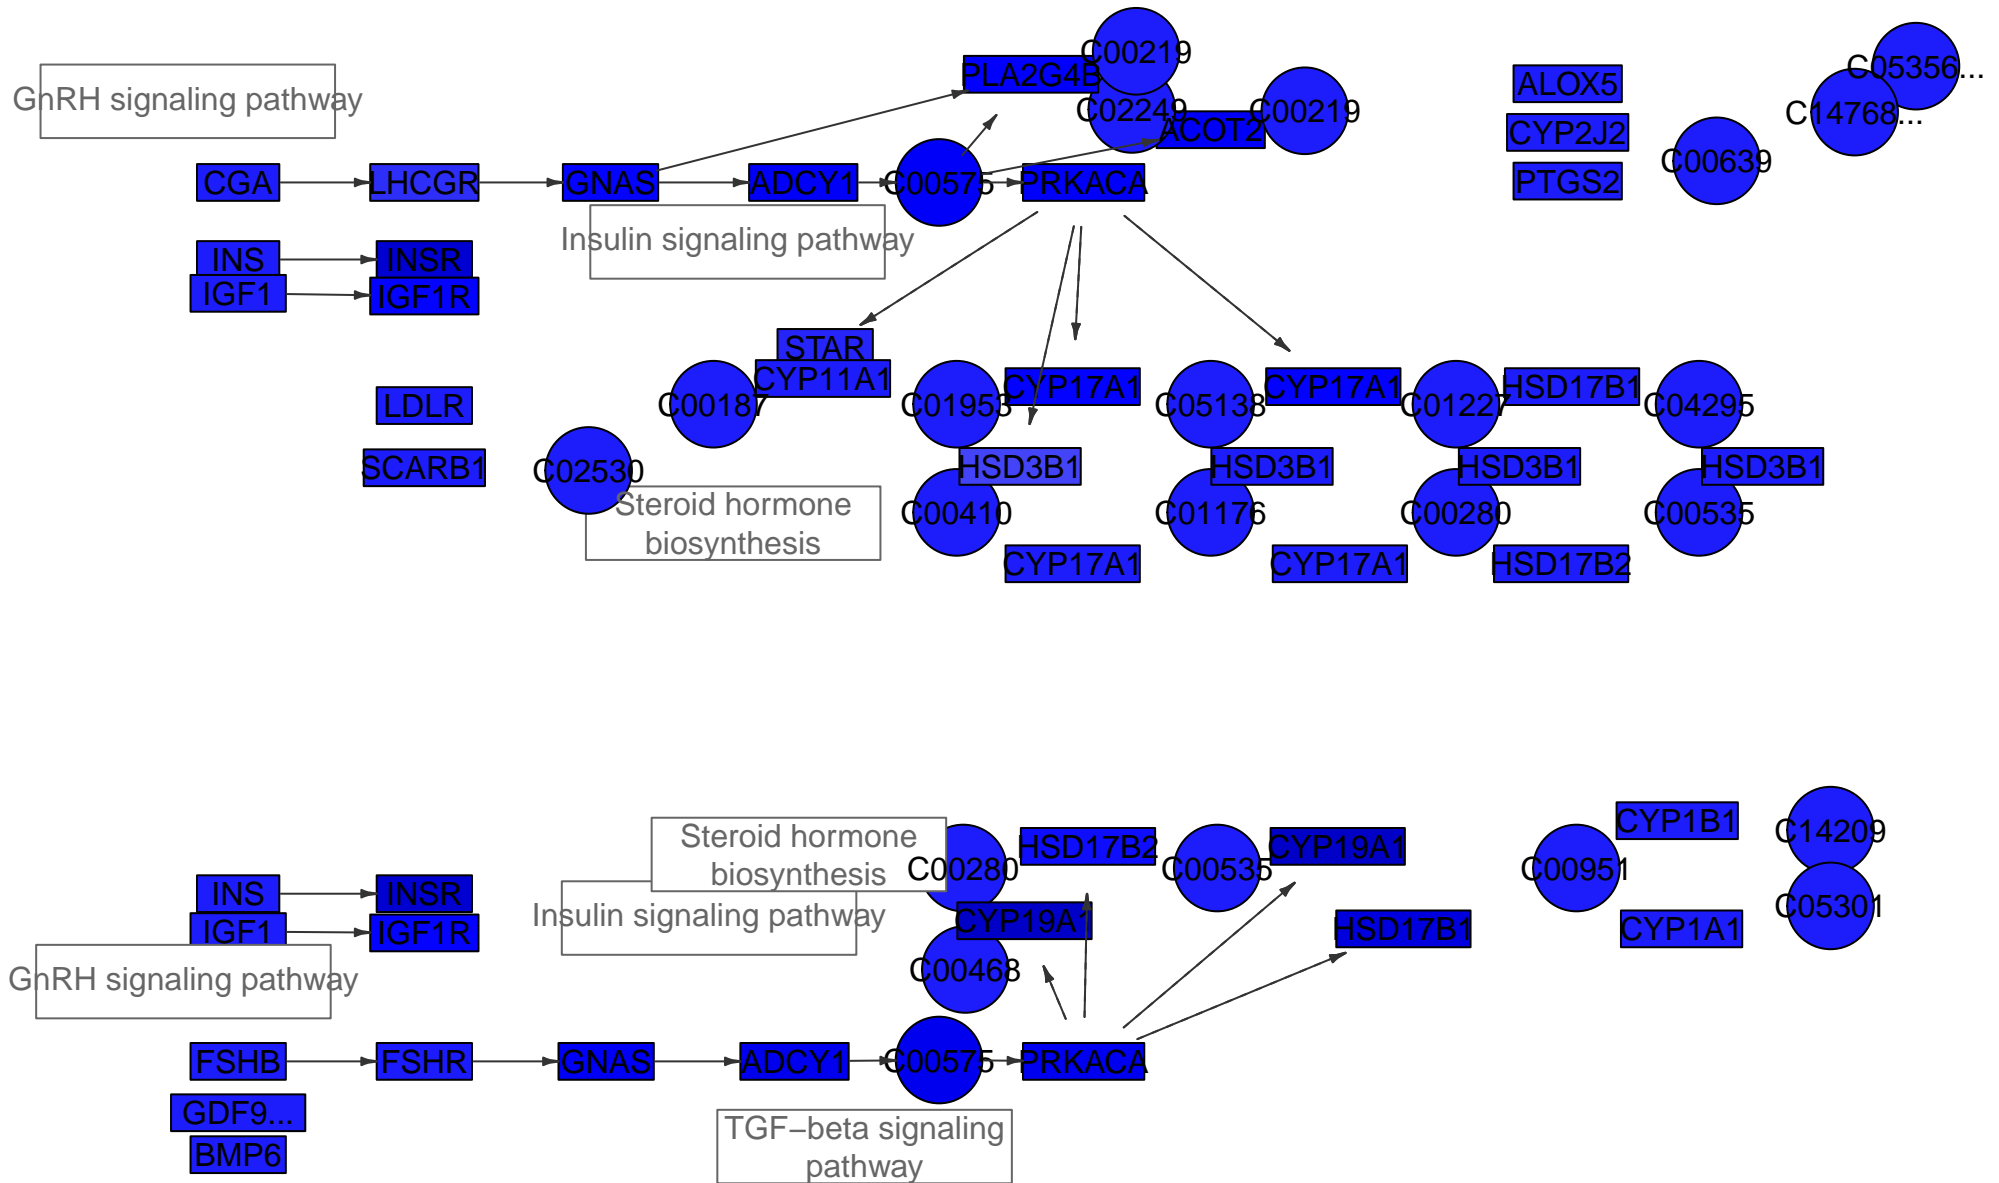 C00219
C05356...
PLA2G4B
ALOX5
GnRH signaling pathway
C02249
C00219
C14768...
ACOT2
CYP2J2
C00639
CGA
LHCGR
GNAS
ADCY1
C00575
PRKACA
PTGS2
Insulin signaling pathway
INS
INSR
IGF1
IGF1R
STAR
CYP11A1
CYP17A1
CYP17A1
HSD17B1
LDLR
C00187
C01953
C05138
C01227
C04295
SCARB1
C02530
HSD3B1
HSD3B1
HSD3B1
HSD3B1
Steroid hormone
biosynthesis
C00410
C01176
C00280
C00535
CYP17A1
CYP17A1
HSD17B2
Steroid hormone
biosynthesis
C00280
HSD17B2
C00535
CYP19A1
C00951
CYP1B1
C14209
INS
INSR
Insulin signaling pathway
CYP19A1
HSD17B1
CYP1A1
C05301
IGF1
IGF1R
GnRH signaling pathway
C00468
FSHB
FSHR
GNAS
ADCY1
C00575
PRKACA
GDF9...
TGF−beta signaling
pathway
BMP6